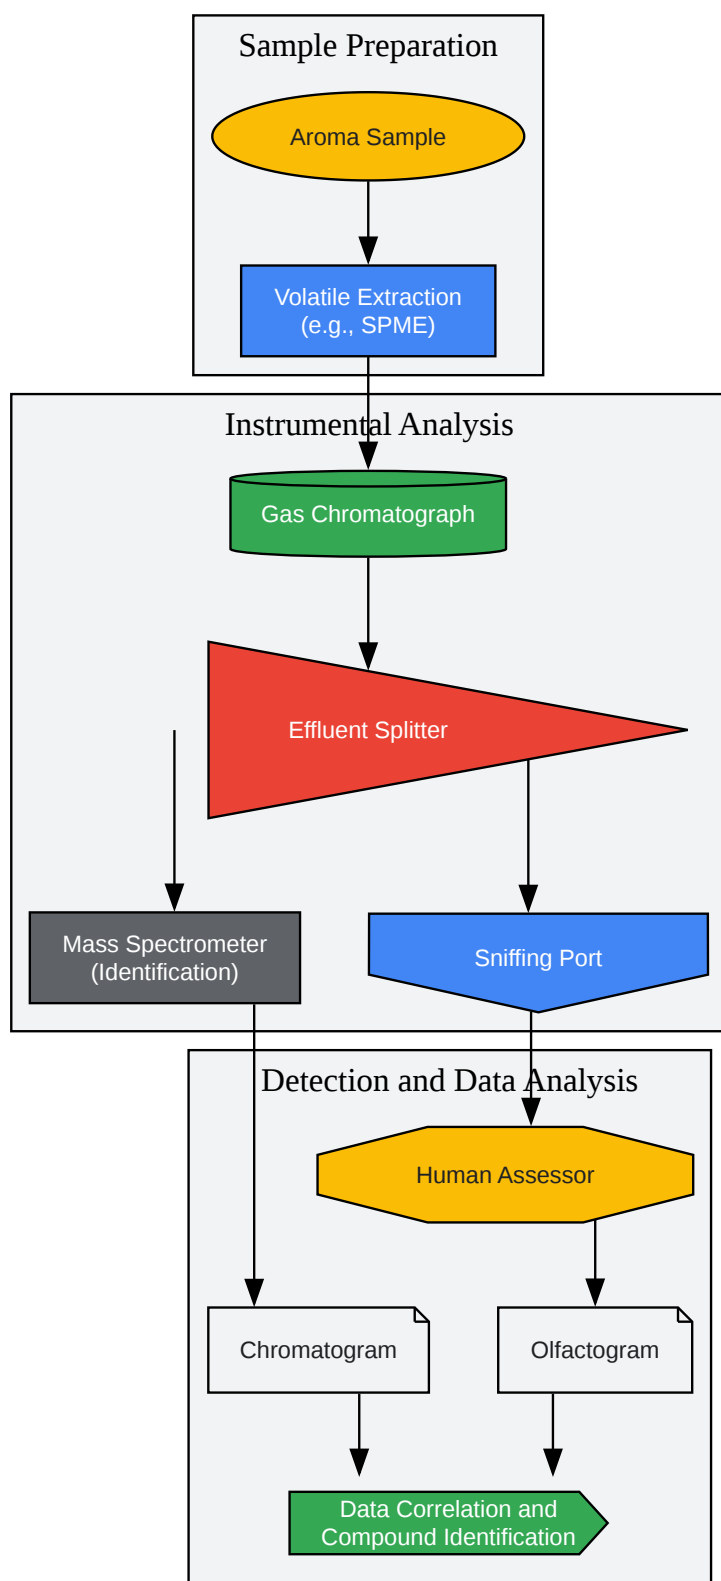 Sample Preparation
Aroma Sample
Volatile Extraction
(e.g., SPME)
Instrumental Analysis
Gas Chromatograph
Effluent Splitter
Mass Spectrometer
(Identification)
Sniffing Port
Detection and Data Analysis
Human Assessor
Chromatogram
Olfactogram
Data Correlation and
Compound Identification